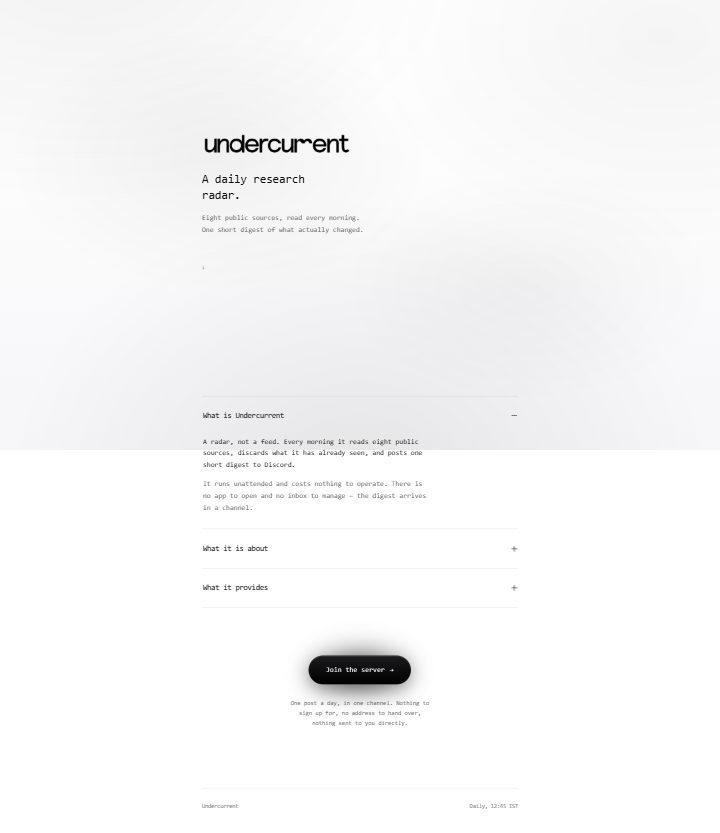 undercurrent
A daily research
radar.
Eight public sources, read every morning.
One short digest of what actually changed.
↓
What is Undercurrent −
A radar, not a feed. Every morning it reads eight public
sources, discards what it has already seen, and posts one
short digest to Discord.
It runs unattended and costs nothing to operate. There is
no app to open and no inbox to manage — the digest arrives
in a channel.
What it is about +
What it provides +
Join the server →
One post a day, in one channel. Nothing to
sign up for, no address to hand over,
nothing sent to you directly.
Undercurrent Daily, 12:45 IST